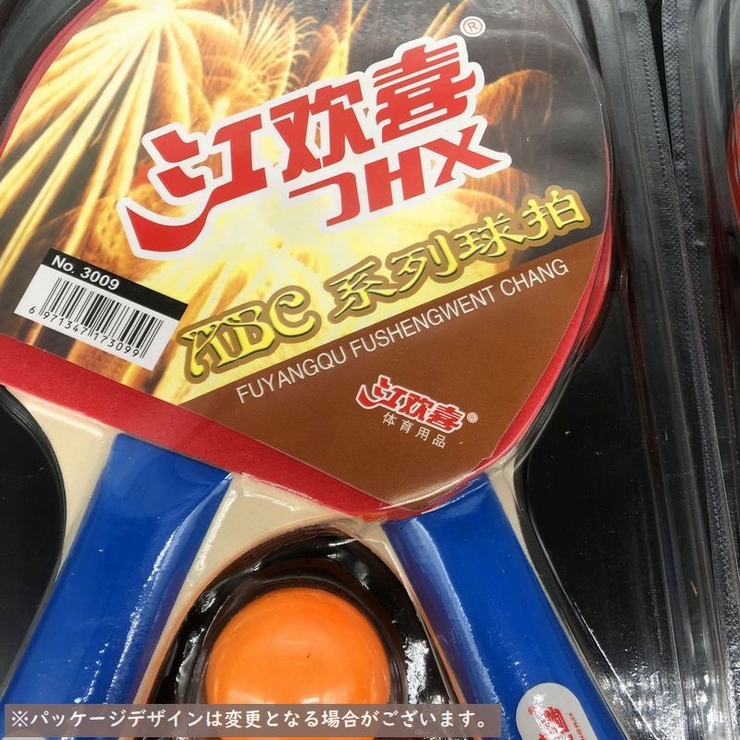 ®
江欢喜
JHX
No. 3009
6 971347 173099
ABC 系列球拍
FUYANGQU FUSHENGWENT CHANG
江欢喜®
体育用品
※パッケージデザインは変更となる場合がございます。